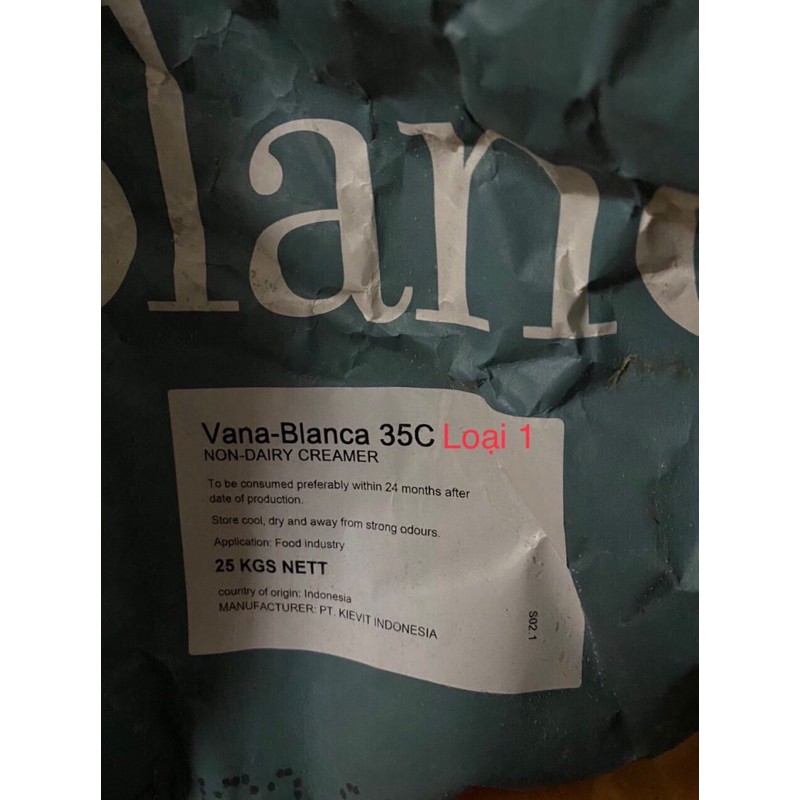 blanc
Vana-Blanca 35C Loại 1
NON-DAIRY CREAMER
To be consumed preferably within 24 months after
date of production.
Store cool, dry and away from strong odours.
Application: Food industry
25 KGS NETT
country of origin: Indonesia
MANUFACTURER: PT. KIEVIT INDONESIA
S02.1